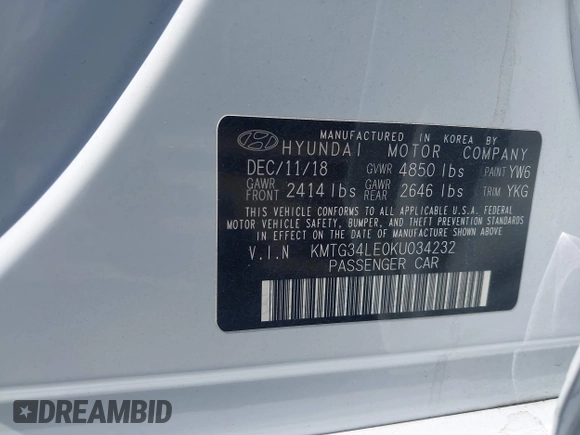 MANUFACTURED IN KOREA BY
HYUNDAI MOTOR COMPANY
DEC/11/18 GVWR 4850 lbs PAINT YW6
GAWR FRONT 2414 lbs GAWR REAR 2646 lbs TRIM YKG
THIS VEHICLE CONFORMS TO ALL APPLICABLE U.S.A. FEDERAL
MOTOR VEHICLE SAFETY, BUMPER, AND THEFT PREVENTION
STANDARDS IN EFFECT ON THE DATE OF MANUFACTURE SHOWN ABOVE.
V.I.N KMTG34LE0KU034232
PASSENGER CAR
DREAMBID